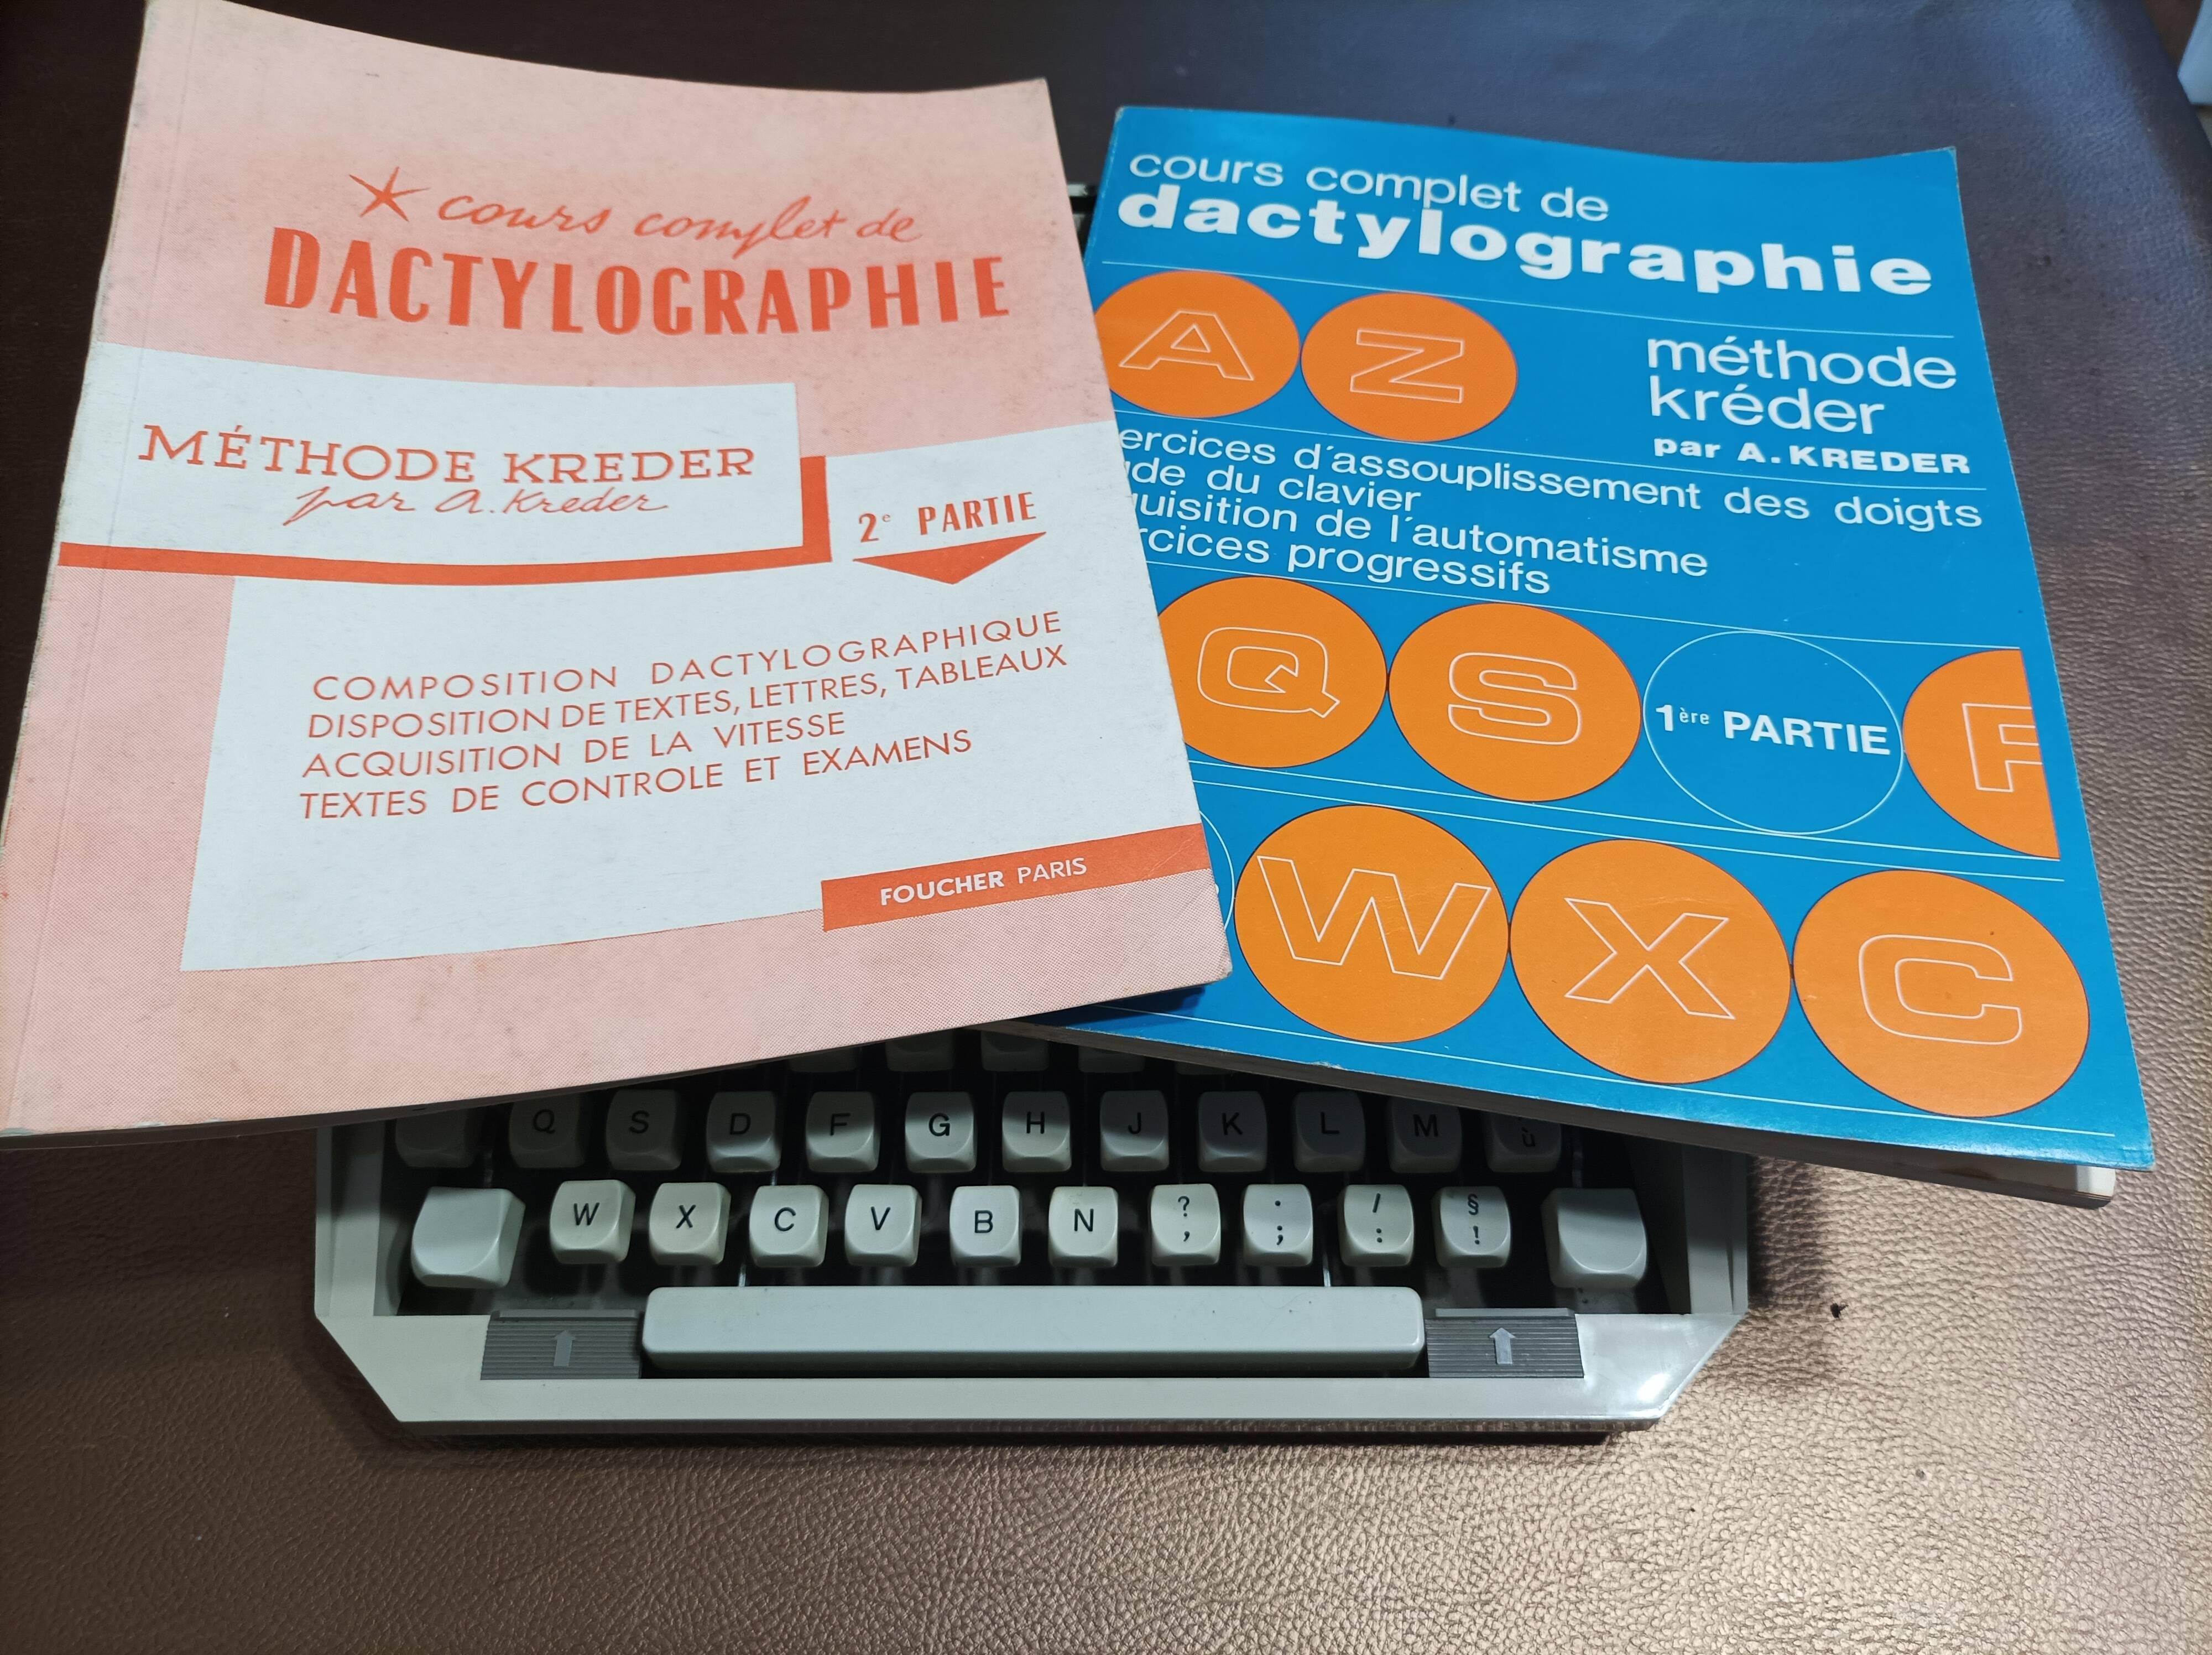 cours complet de
DACTYLOGRAPHIE
MÉTHODE KREDER
par A. Kreder
2e PARTIE
COMPOSITION DACTYLOGRAPHIQUE
DISPOSITION DE TEXTES, LETTRES, TABLEAUX
ACQUISITION DE LA VITESSE
TEXTES DE CONTROLE ET EXAMENS
FOUCHER PARIS
cours complet de
dactylographie
A Z
méthode
kréder
par A. KREDER
d'assouplissement des doigts
du clavier
de l'automatisme
progressifs
Q S
1ère PARTIE
W X C
Q S D F G H J K L M ù
W X C V B N ? , . ; / : § !